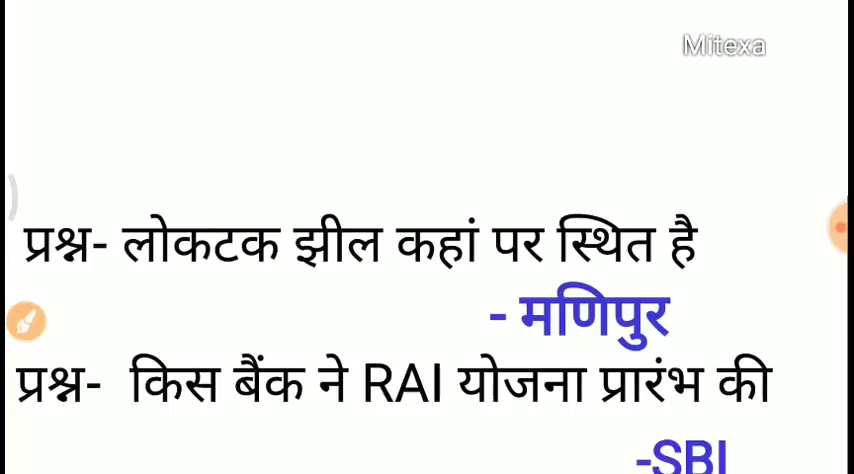 Mitexa
प्रश्न- लोकटक झील कहां पर स्थित है
- मणिपुर
प्रश्न- किस बैंक ने RAI योजना प्रारंभ की
-SBI